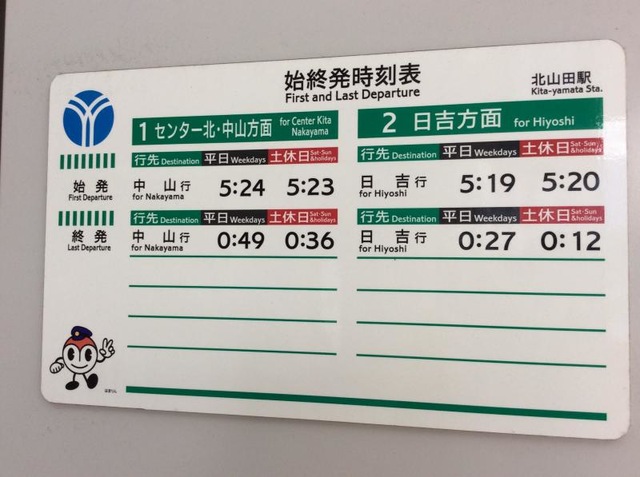 始終発時刻表
First and Last Departure
北山田駅
Kita-yamata Sta.
1 センター北・中山方面 for Center Kita Nakayama
行先 Destination 平日 Weekdays 土休日 Sat・Sun &holidays
始発 First Departure
中山行 for Nakayama 5:24 5:23
行先 Destination 平日 Weekdays 土休日 Sat・Sun &holidays
終発 Last Departure
中山行 for Nakayama 0:49 0:36
2 日吉方面 for Hiyoshi
行先 Destination 平日 Weekdays 土休日 Sat・Sun &holidays
日吉行 for Hiyoshi 5:19 5:20
行先 Destination 平日 Weekdays 土休日 Sat・Sun &holidays
日吉行 for Hiyoshi 0:27 0:12